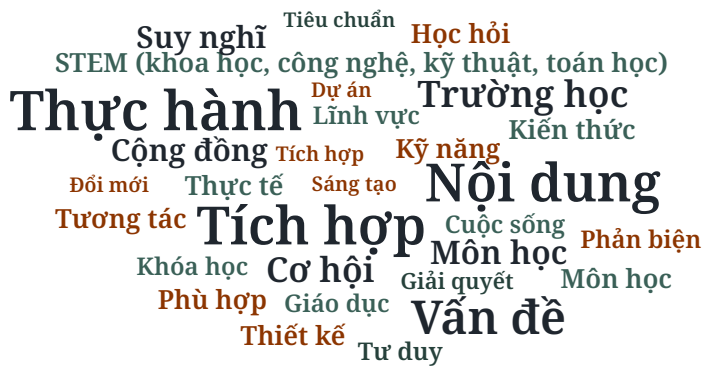 Tiêu chuẩn
Suy nghĩ
Học hỏi
STEM (khoa học, công nghệ, kỹ thuật, toán học)
Dự án
Trường học
Thực hành
Lĩnh vực
Kiến thức
Cộng đồng
Tích hợp
Kỹ năng
Đổi mới
Thực tế
Sáng tạo
Nội dung
Tương tác
Tích hợp
Cuộc sống
Phản biện
Môn học
Khóa học
Cơ hội
Giải quyết
Môn học
Phù hợp
Giáo dục
Vấn đề
Thiết kế
Tư duy